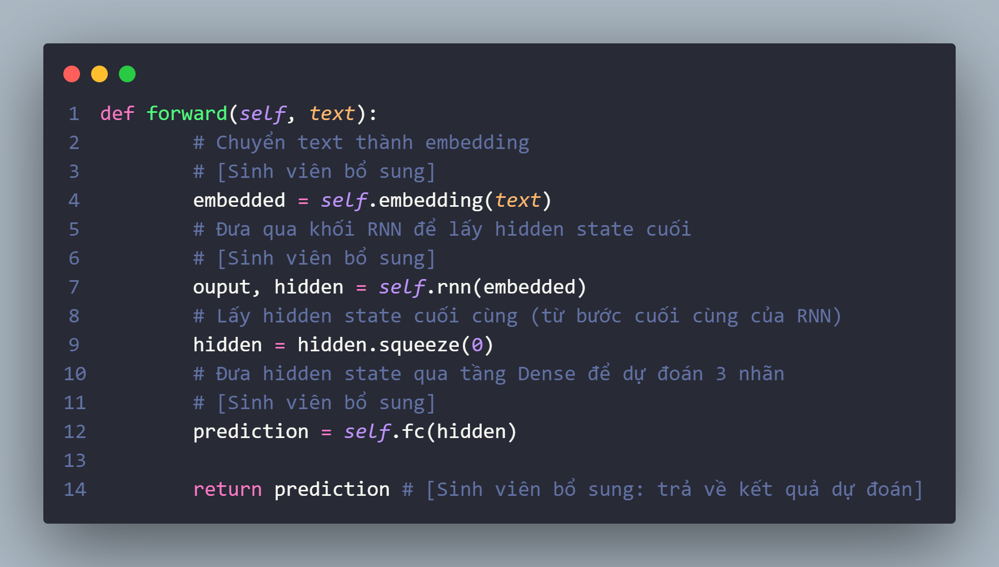 1 def forward(self, text):
2 # Chuyển text thành embedding
3 # [Sinh viên bổ sung]
4 embedded = self.embedding(text)
5 # Đưa qua khối RNN để lấy hidden state cuối
6 # [Sinh viên bổ sung]
7 ouput, hidden = self.rnn(embedded)
8 # Lấy hidden state cuối cùng (từ bước cuối cùng của RNN)
9 hidden = hidden.squeeze(0)
10 # Đưa hidden state qua tầng Dense để dự đoán 3 nhãn
11 # [Sinh viên bổ sung]
12 prediction = self.fc(hidden)
13
14 return prediction # [Sinh viên bổ sung: trả về kết quả dự đoán]